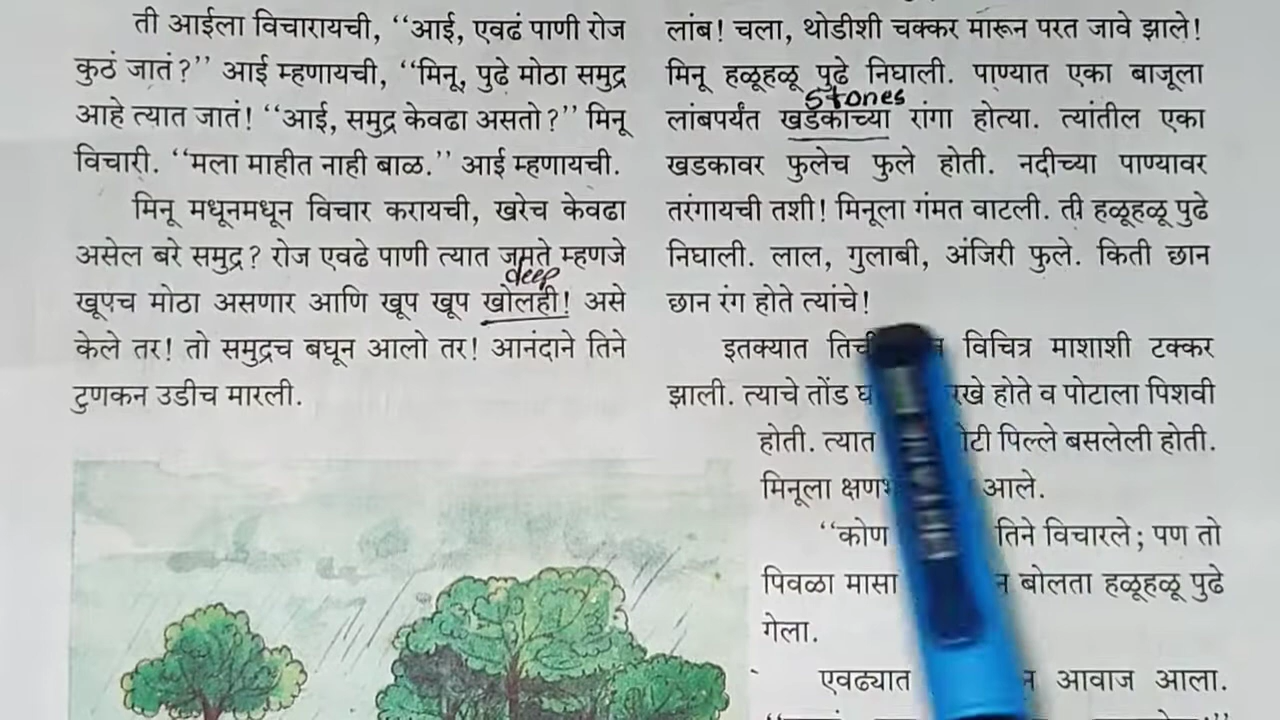 ती आईला विचारायची, “आई, एवढं पाणी रोज
कुठं जातं?” आई म्हणायची, “मिनू, पुढे मोठा समुद्र
आहे त्यात जातं! “आई, समुद्र केवढा असतो?” मिनू
विचारी. “मला माहीत नाही बाळ.” आई म्हणायची.
मिनू मधूनमधून विचार करायची, खरेच केवढा
असेल बरे समुद्र? रोज एवढे पाणी त्यात जमते म्हणजे
deep
खूपच मोठा असणार आणि खूप खूप खोलही! असे
केले तर! तो समुद्रच बघून आलो तर! आनंदाने तिने
टुणकन उडीच मारली.
लांब! चला, थोडीशी चक्कर मारून परत जावे झाले!
मिनू हळूहळू पुढे निघाली. पाण्यात एका बाजूला
stones
लांबपर्यंत खडकाच्या रांगा होत्या. त्यांतील एका
खडकावर फुलेच फुले होती. नदीच्या पाण्यावर
तरंगायची तशी! मिनूला गंमत वाटली. ती हळूहळू पुढे
निघाली. लाल, गुलाबी, अंजिरी फुले. किती छान
छान रंग होते त्यांचे!
इतक्यात विचित्र माशाशी टक्कर
झाली. त्याचे तोंड होते व पोटाला पिशवी
होती. त्यात पिल्ले बसलेली होती.
मिनूला आले.
“कोण तिने विचारले; पण तो
पिवळा मासा बोलता हळूहळू पुढे
गेला.
एवढ्यात आवाज आला.